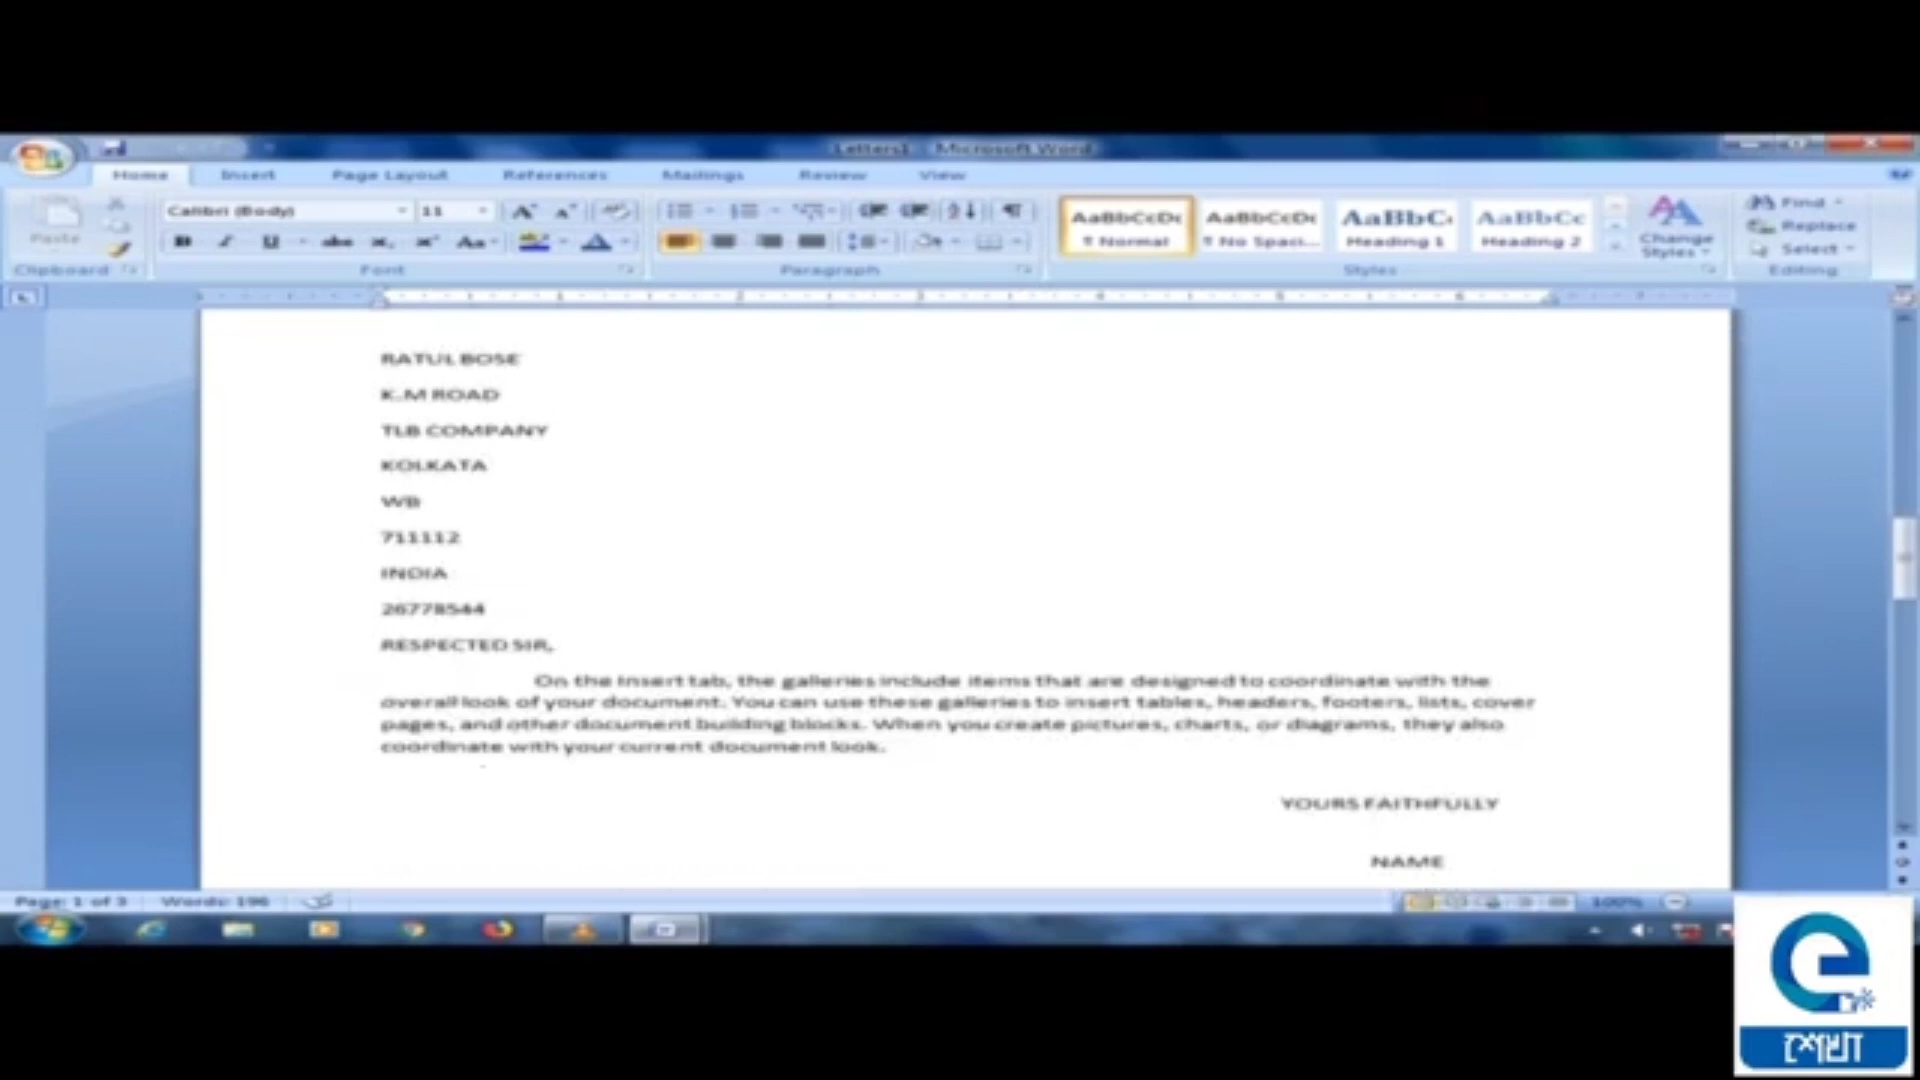 Letters1 - Microsoft Word
Home Insert Page Layout References Mailings Review View
Calibri (Body) 11
Paste
Clipboard Font Paragraph Styles Editing
AaBbCcDc AaBbCcDc AaBbC AaBbCc
¶ Normal ¶ No Spaci... Heading 1 Heading 2
Change Styles
Find
Replace
Select
RATUL BOSE
K.M ROAD
TLB COMPANY
KOLKATA
WB
711112
INDIA
26778544
RESPECTED SIR,
On the Insert tab, the galleries include items that are designed to coordinate with the
overall look of your document. You can use these galleries to insert tables, headers, footers, lists, cover
pages, and other document building blocks. When you create pictures, charts, or diagrams, they also
coordinate with your current document look.
YOURS FAITHFULLY
NAME
Page: 1 of 3 Words: 196
100%